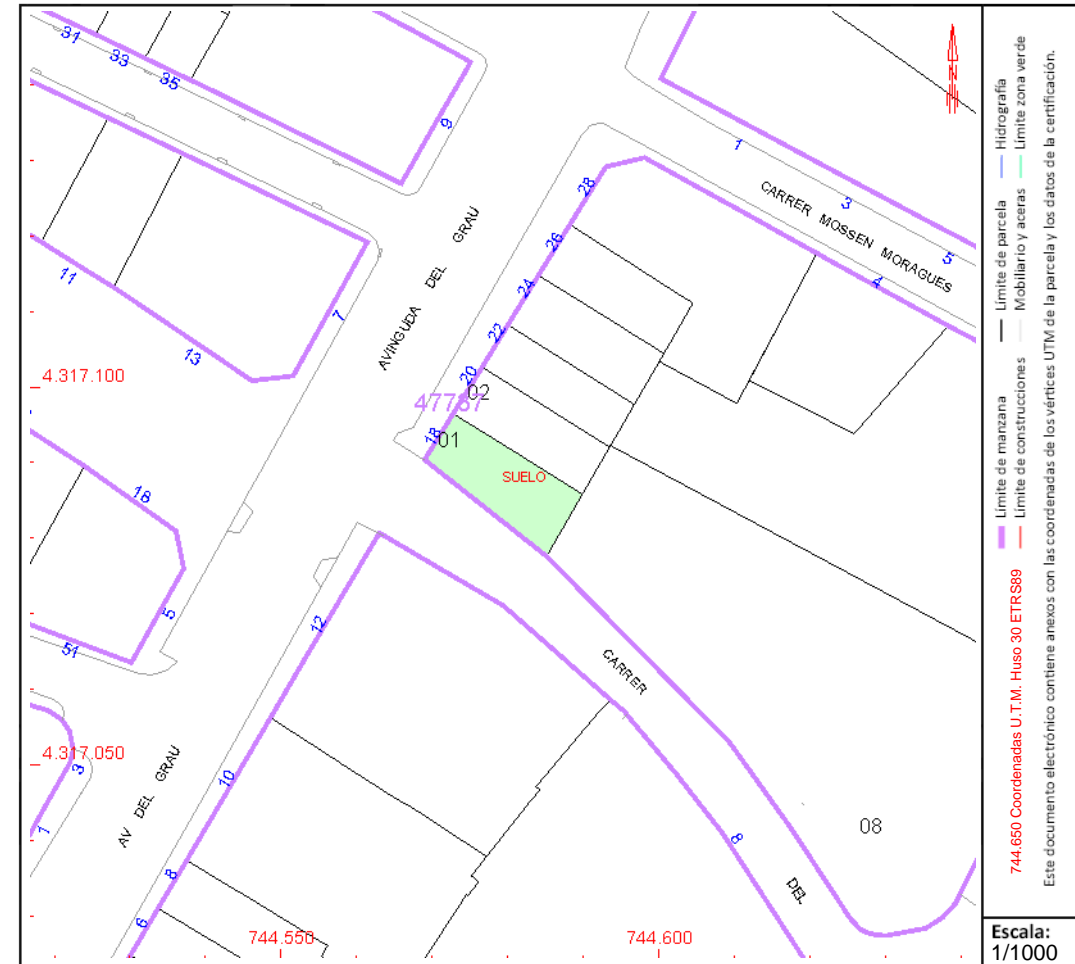 31
33
35
9
1
3
5
CARRER MOSSEN MORAGUES
4
28
26
24
22
20
18
AVINGUDA DEL GRAU
11
13
7
4.317.100
02
47737
01
SUELO
18
5
51
12
CARRER
DEL
4.317.050
3
1
10
8
6
AV DEL GRAU
8
08
744.550
744.600
N
Hidrografía
Límite zona verde
Límite de parcela
Mobiliario y aceras
Límite de manzana
Límite de construcciones
744.650 Coordenadas U.T.M. Huso 30 ETRS89
Este documento electrónico contiene anexos con las coordenadas de los vértices UTM de la parcela y los datos de la certificación.
Escala:
1/1000